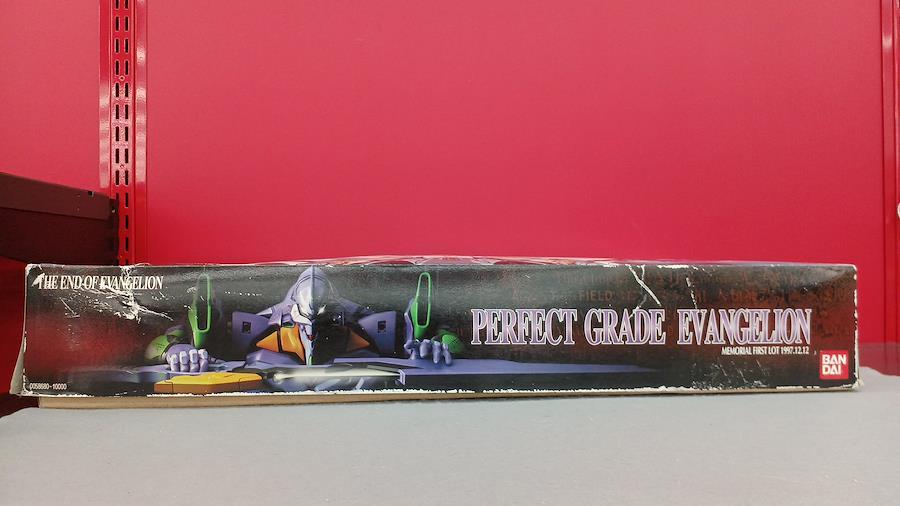 THE END OF EVANGELION
PERFECT GRADE EVANGELION
MEMORIAL FIRST LOT 1997.12.12
BAN
DAI
0058680-10000